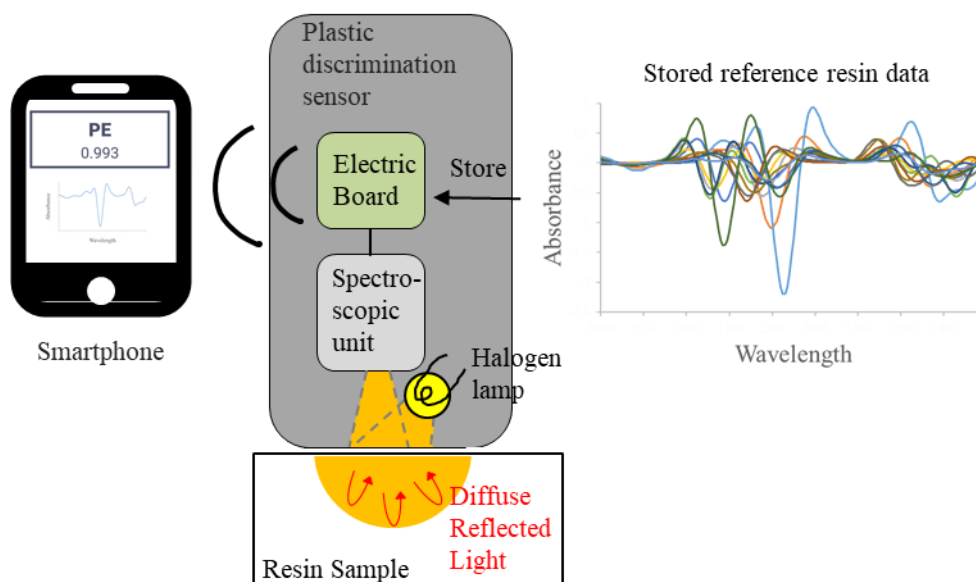 Plastic
discrimination
sensor
Stored reference resin data
PE
0.993
Absorbance
Wavelength
Electric
Board
Store
Spectro-
scopic
unit
Absorbance
Wavelength
Smartphone
Halogen
lamp
Diffuse
Reflected
Light
Resin Sample